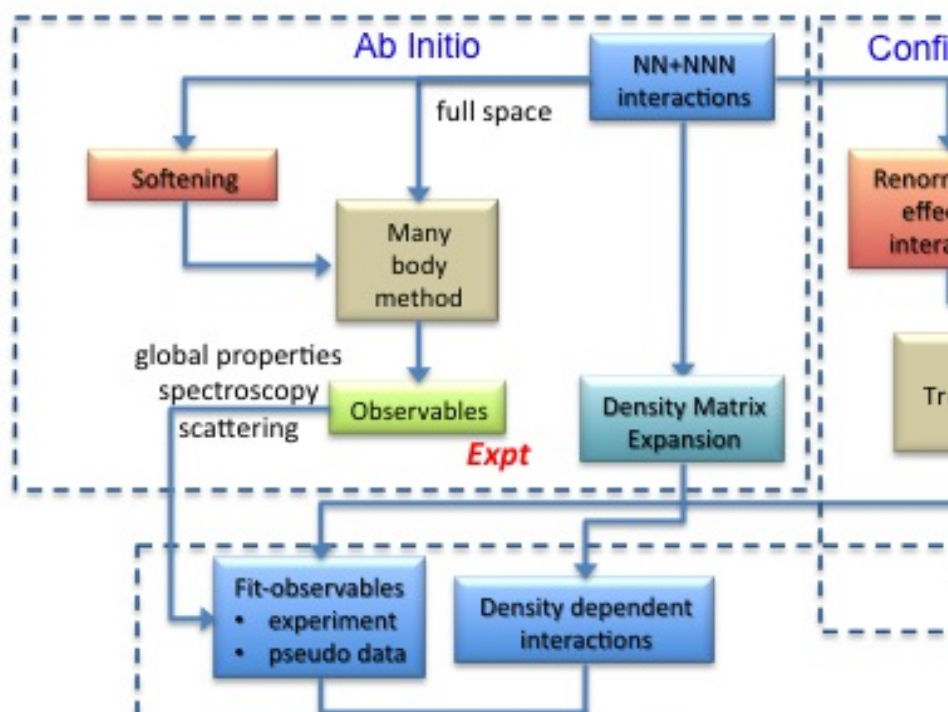 Ab Initio
NN+NNN
interactions
full space
Softening
Many
body
method
global properties
spectroscopy
scattering
Observables
Expt
Density Matrix
Expansion
Fit-observables
• experiment
• pseudo data
Density dependent
interactions